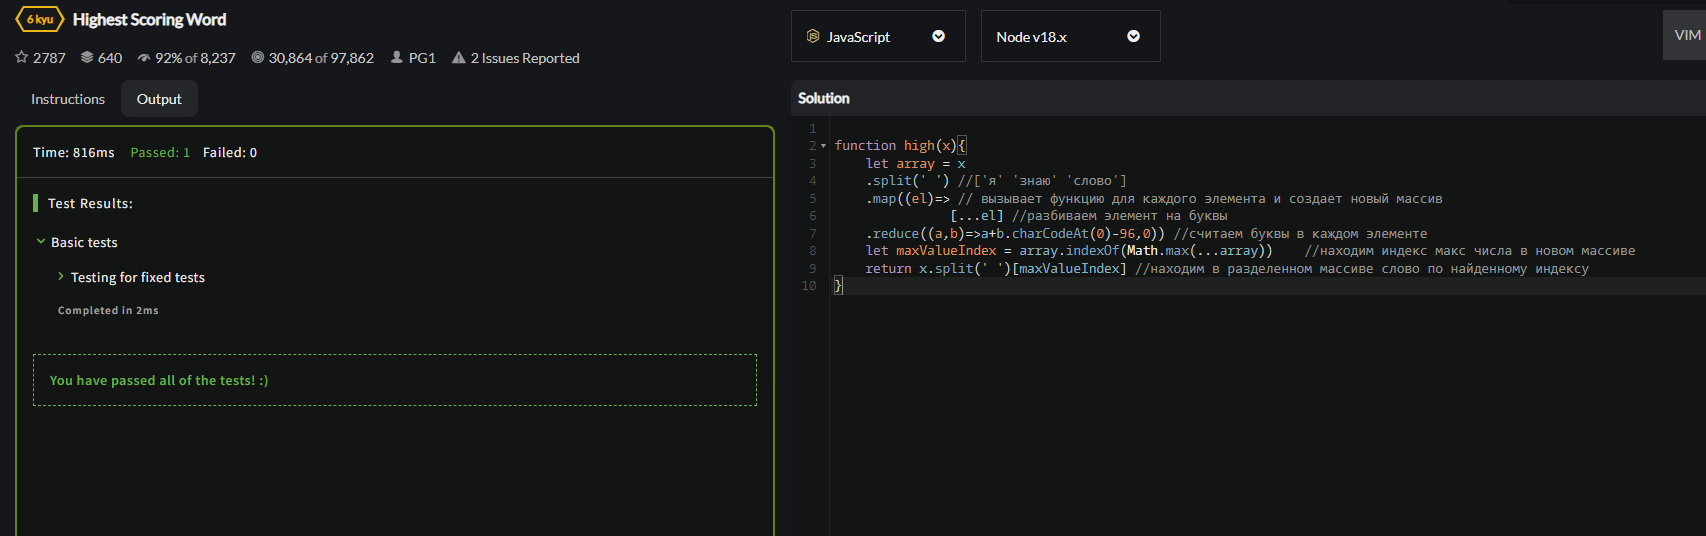 6 kyu Highest Scoring Word
2787 640 92% of 8,237 30,864 of 97,862 PG1 2 Issues Reported
Instructions Output
Time: 816ms Passed: 1 Failed: 0
Test Results:
Basic tests
Testing for fixed tests
Completed in 2ms
You have passed all of the tests! :)
JS JavaScript Node v18.x VIM
Solution
1
2 function high(x){
3 let array = x
4 .split(' ') //['я' 'знаю' 'слово']
5 .map((el)=> // вызывает функцию для каждого элемента и создает новый массив
6 [...el] //разбиваем элемент на буквы
7 .reduce((a,b)=>a+b.charCodeAt(0)-96,0)) //считаем буквы в каждом элементе
8 let maxValueIndex = array.indexOf(Math.max(...array)) //находим индекс макс числа в новом массиве
9 return x.split(' ')[maxValueIndex] //находим в разделенном массиве слово по найденному индексу
10 }